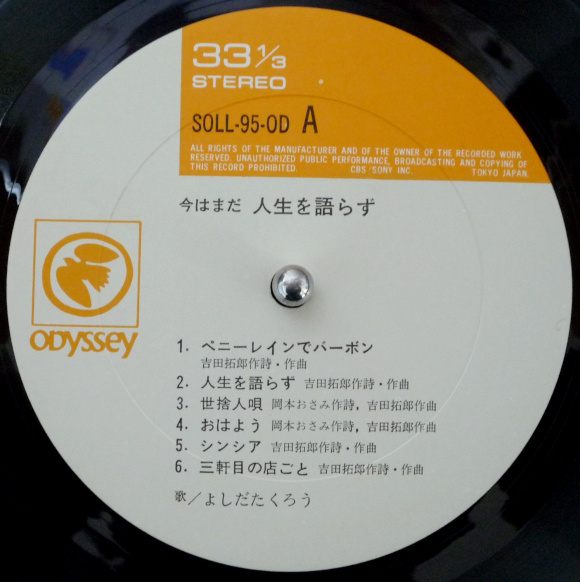 33 1/3
STEREO
SOLL-95-OD A
ALL RIGHTS OF THE MANUFACTURER AND OF THE OWNER OF THE RECORDED WORK
RESERVED. UNAUTHORIZED PUBLIC PERFORMANCE, BROADCASTING AND COPYING OF
THIS RECORD PROHIBITED. CBS/SONY INC. TOKYO JAPAN.
今はまだ 人生を語らず
ODYSSEY
1. ペニーレインでバーボン
吉田拓郎作詩・作曲
2. 人生を語らず 吉田拓郎作詩・作曲
3. 世捨人唄 岡本おさみ作詩, 吉田拓郎作曲
4. おはよう 岡本おさみ作詩, 吉田拓郎作曲
5. シンシア 吉田拓郎作詩・作曲
6. 三軒目の店ごと 吉田拓郎作詩・作曲
歌/よしだたくろう